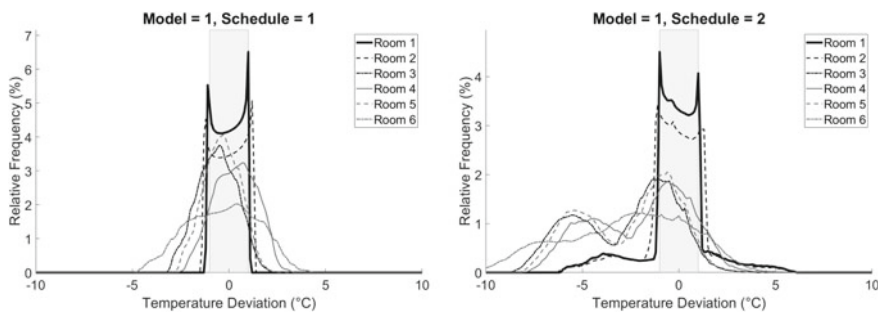 Model = 1, Schedule = 1
Relative Frequency (%)
7
6
5
4
3
2
1
0
-10
-5
0
5
10
Temperature Deviation (°C)
Room 1
Room 2
Room 3
Room 4
Room 5
Room 6
Model = 1, Schedule = 2
Relative Frequency (%)
4
3
2
1
0
-10
-5
0
5
10
Temperature Deviation (°C)
Room 1
Room 2
Room 3
Room 4
Room 5
Room 6